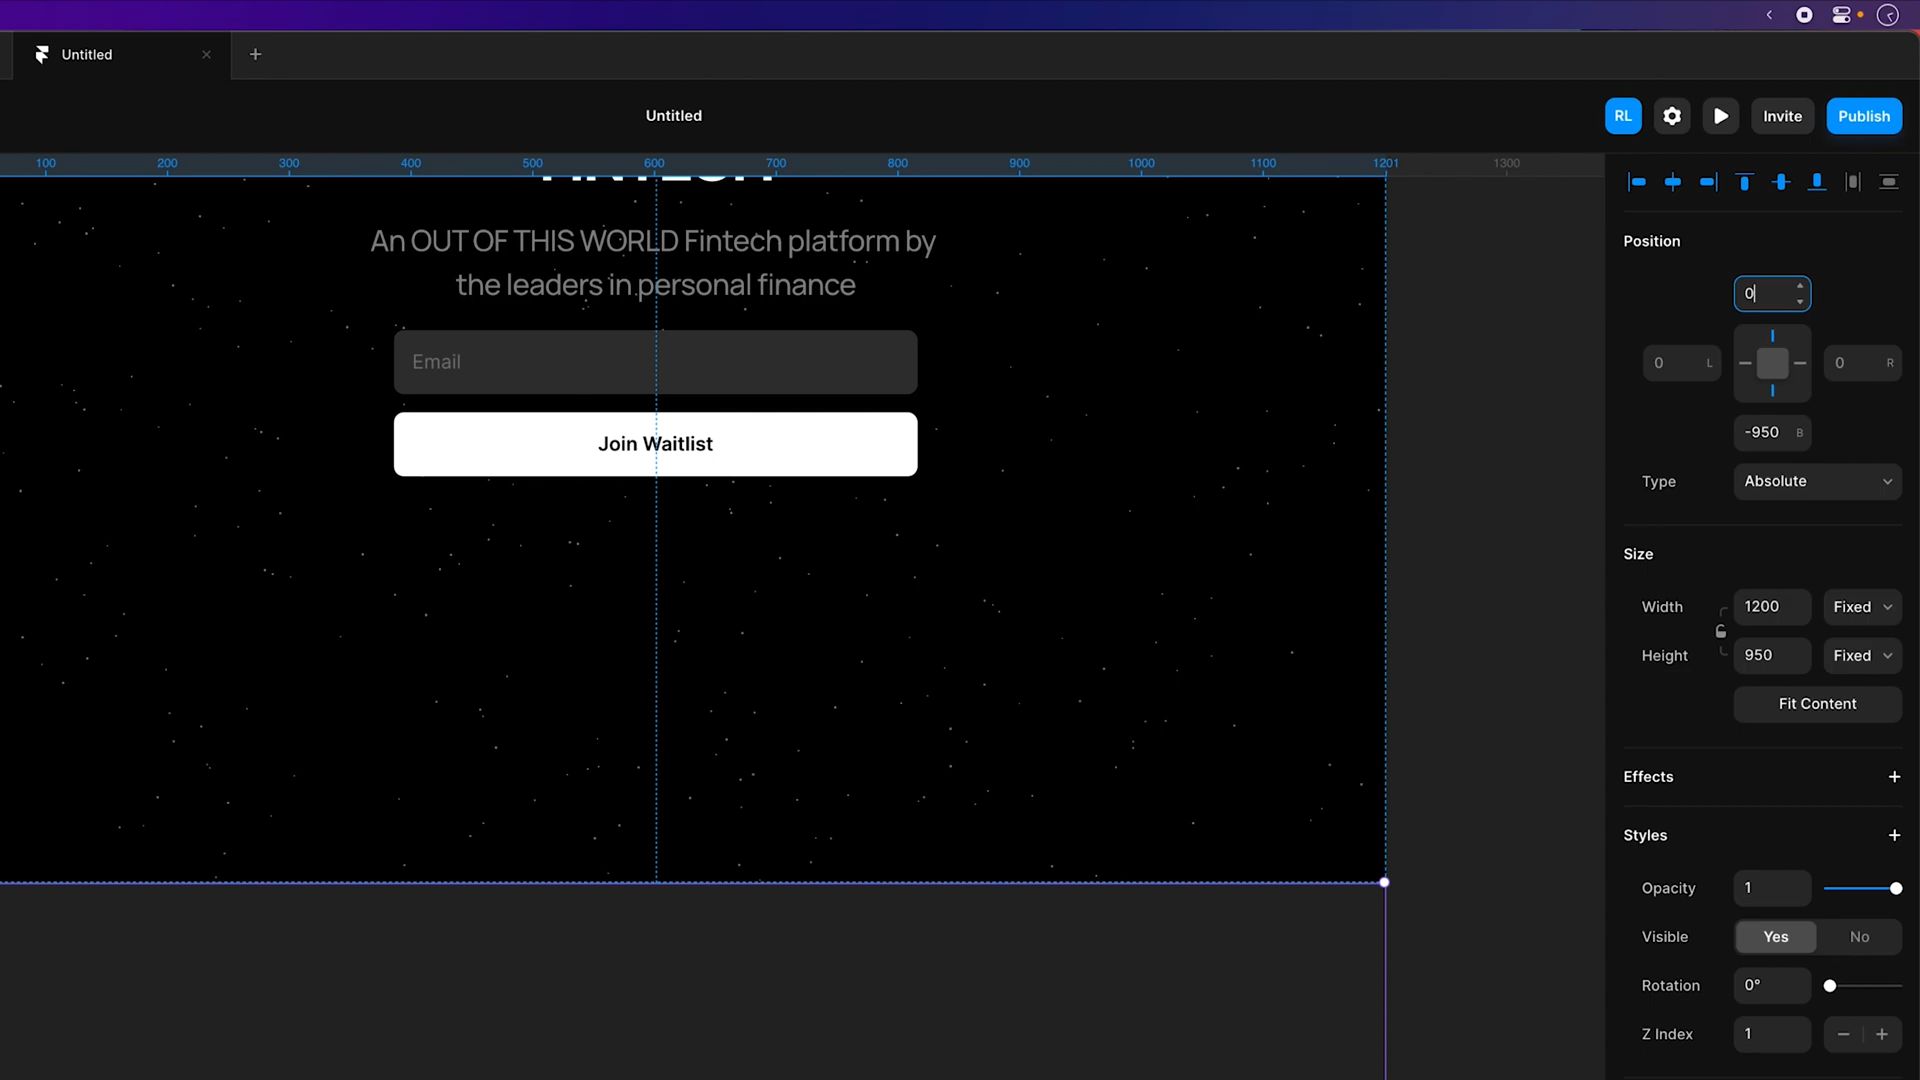 Untitled
Untitled
RL
Invite
Publish
100 200 300 400 500 600 700 800 900 1000 1100 1201 1300
FINTECH
An OUT OF THIS WORLD Fintech platform by
the leaders in personal finance
Email
Join Waitlist
Position
0
0 L
0 R
-950 B
Type Absolute
Size
Width 1200 Fixed
Height 950 Fixed
Fit Content
Effects
Styles
Opacity 1
Visible Yes No
Rotation 0°
Z Index 1